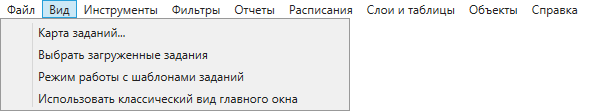 Файл Вид Инструменты Фильтры Отчеты Расписания Слои и таблицы Объекты Справка
Карта заданий...
Выбрать загруженные задания
Режим работы с шаблонами заданий
Использовать классический вид главного окна